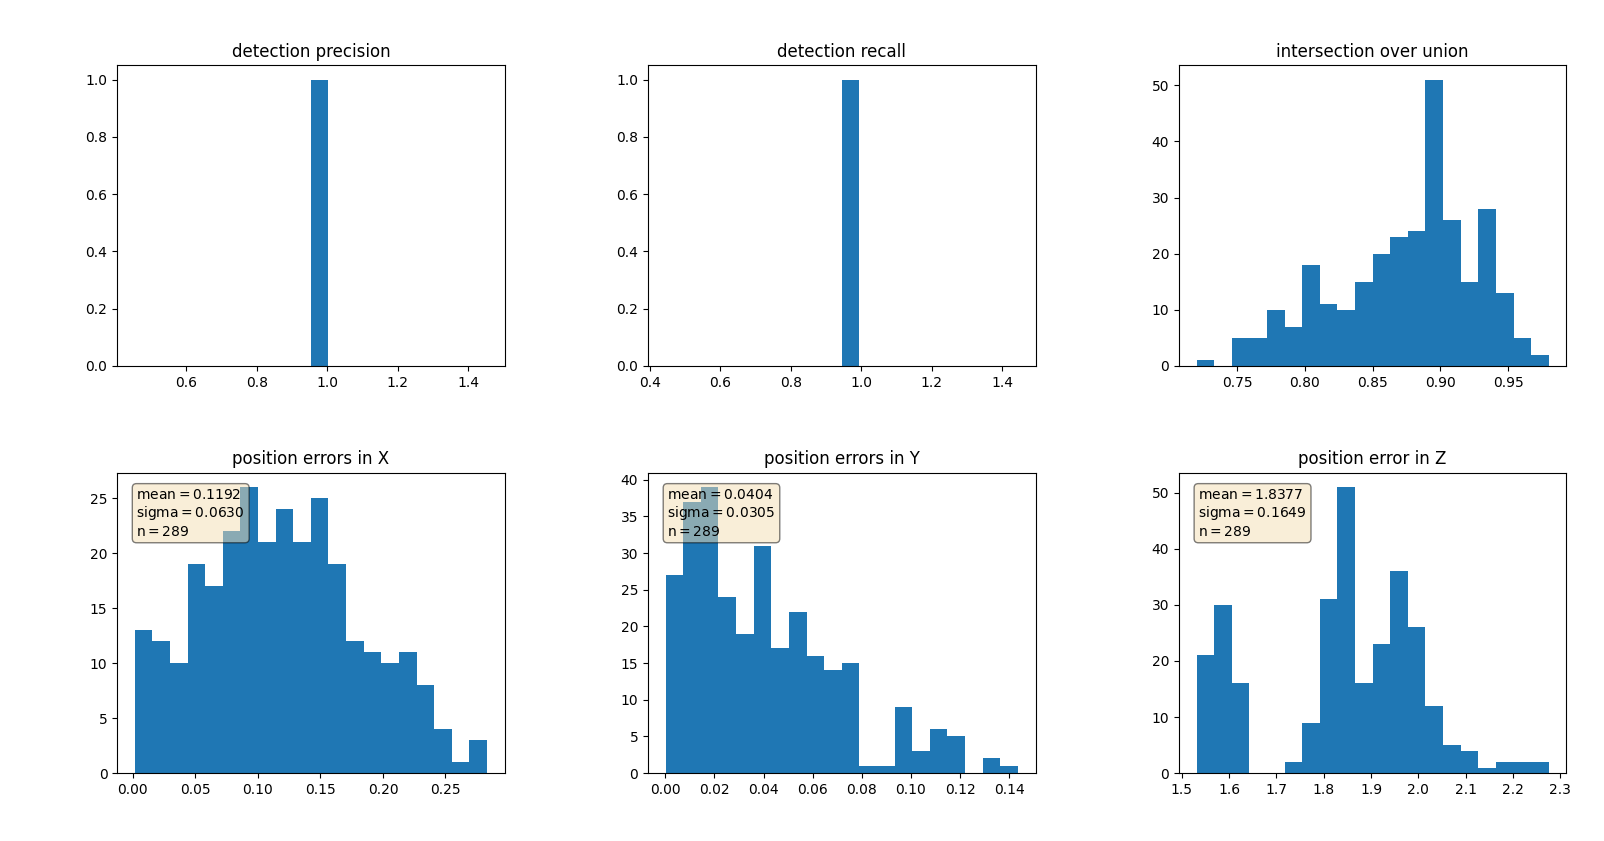 detection precision
1.0
0.8
0.6
0.4
0.2
0.0
0.6 0.8 1.0 1.2 1.4
detection recall
1.0
0.8
0.6
0.4
0.2
0.0
0.4 0.6 0.8 1.0 1.2 1.4
intersection over union
50
40
30
20
10
0
0.75 0.80 0.85 0.90 0.95
position errors in X
mean = 0.1192
sigma = 0.0630
n = 289
25
20
15
10
5
0
0.00 0.05 0.10 0.15 0.20 0.25
position errors in Y
mean = 0.0404
sigma = 0.0305
n = 289
40
35
30
25
20
15
10
5
0
0.00 0.02 0.04 0.06 0.08 0.10 0.12 0.14
position error in Z
mean = 1.8377
sigma = 0.1649
n = 289
50
40
30
20
10
0
1.5 1.6 1.7 1.8 1.9 2.0 2.1 2.2 2.3